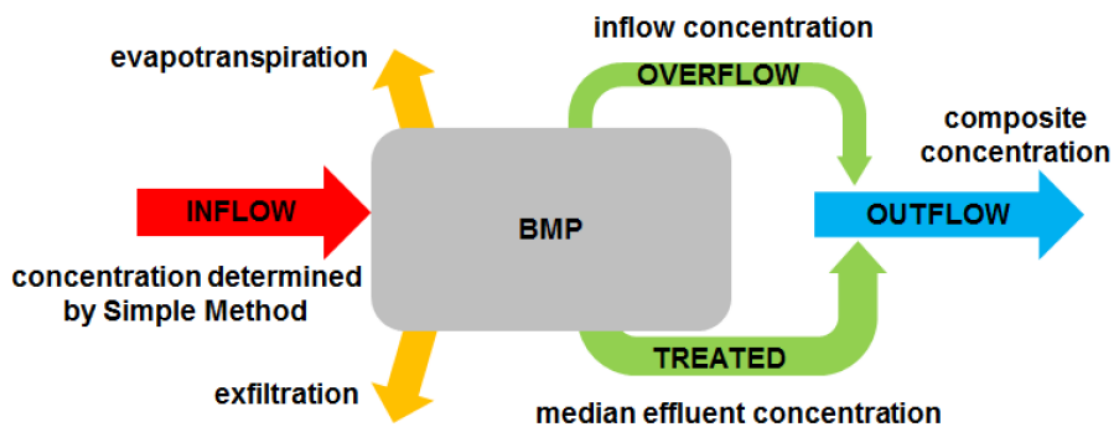 inflow concentration
evapotranspiration
OVERFLOW
composite
concentration
INFLOW
BMP
OUTFLOW
concentration determined
by Simple Method
TREATED
exfiltration
median effluent concentration